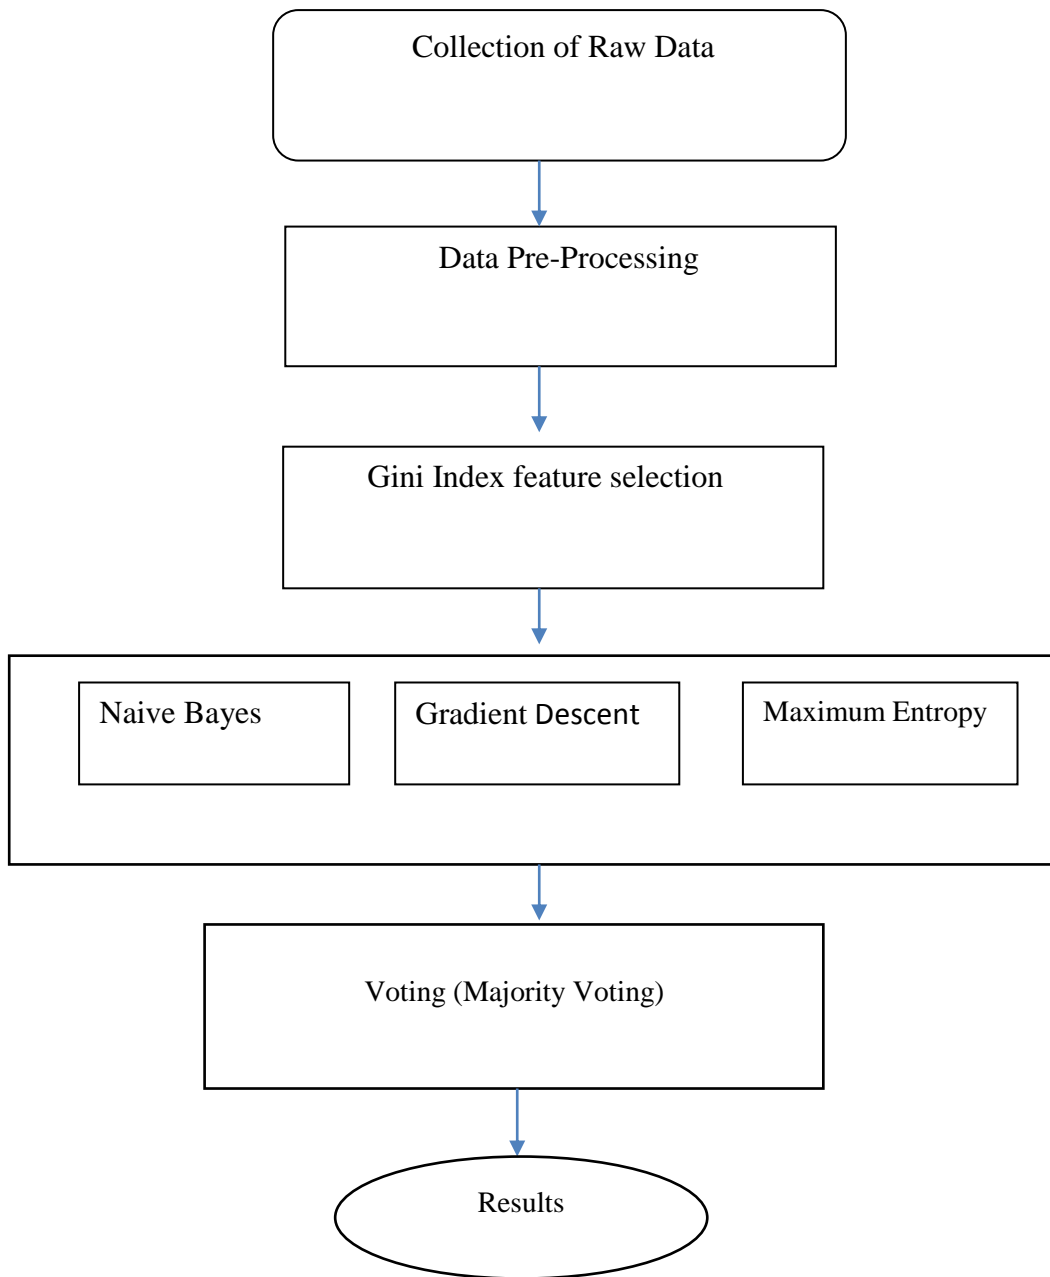 Collection of Raw Data
Data Pre-Processing
Gini Index feature selection
Naive Bayes
Gradient Descent
Maximum Entropy
Voting (Majority Voting)
Results